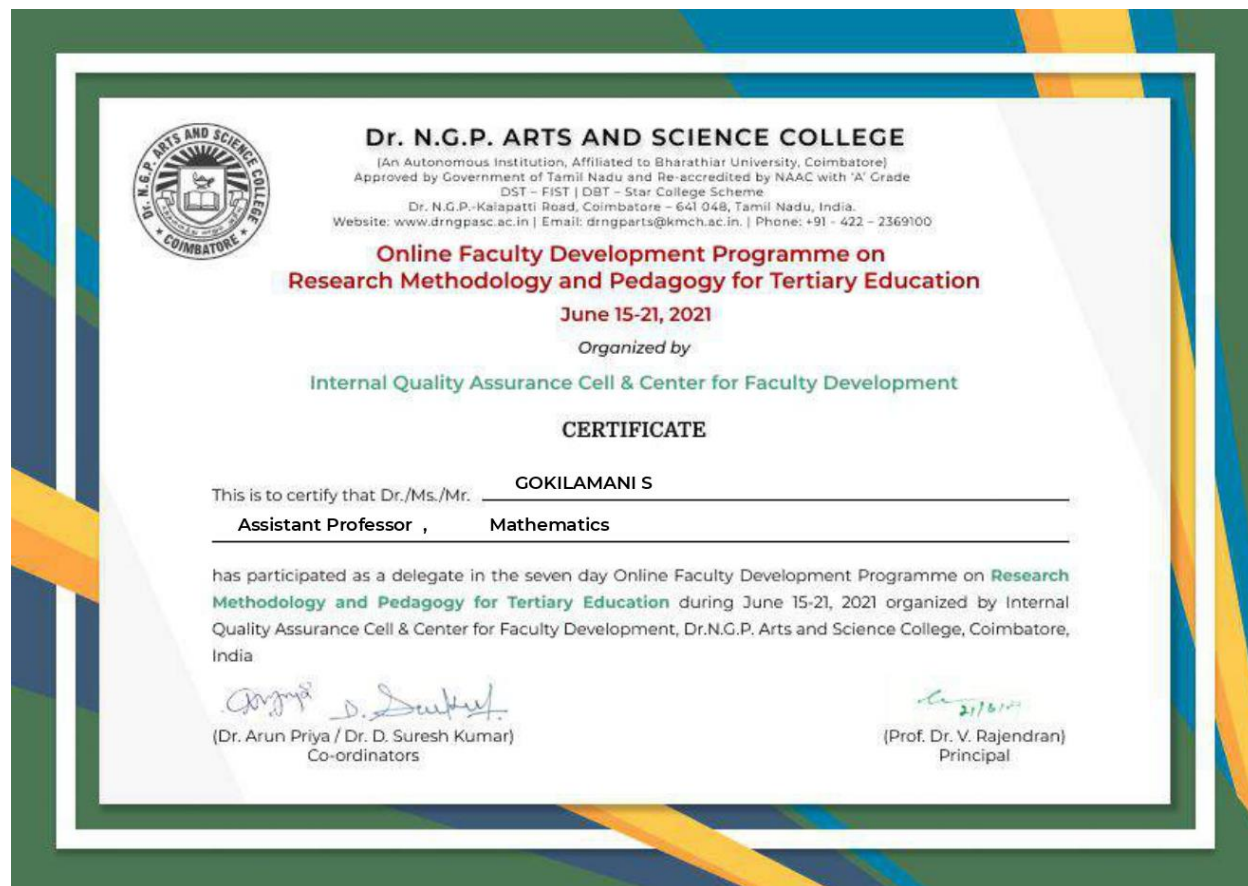 Dr. N.G.P. ARTS AND SCIENCE COLLEGE
COIMBATORE
Dr. N.G.P. ARTS AND SCIENCE COLLEGE
(An Autonomous Institution, Affiliated to Bharathiar University, Coimbatore)
Approved by Government of Tamil Nadu and Re-accredited by NAAC with 'A' Grade
DST – FIST | DBT – Star College Scheme
Dr. N.G.P.-Kalapatti Road, Coimbatore – 641 048, Tamil Nadu, India.
Website: www.drngpasc.ac.in | Email: drngparts@kmch.ac.in. | Phone: +91 - 422 – 2369100
Online Faculty Development Programme on
Research Methodology and Pedagogy for Tertiary Education
June 15-21, 2021
Organized by
Internal Quality Assurance Cell & Center for Faculty Development
CERTIFICATE
This is to certify that Dr./Ms./Mr. GOKILAMANI S
Assistant Professor , Mathematics
has participated as a delegate in the seven day Online Faculty Development Programme on Research
Methodology and Pedagogy for Tertiary Education during June 15-21, 2021 organized by Internal
Quality Assurance Cell & Center for Faculty Development, Dr.N.G.P. Arts and Science College, Coimbatore,
India
(Dr. Arun Priya / Dr. D. Suresh Kumar)
Co-ordinators
(Prof. Dr. V. Rajendran)
Principal